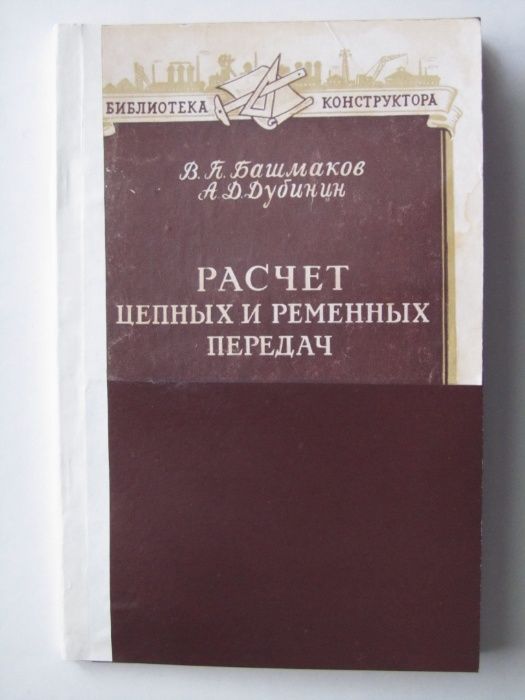 БИБЛИОТЕКА КОНСТРУКТОРА
В. П. Башмаков
А. Д. Дубинин
РАСЧЕТ
ЦЕПНЫХ И РЕМЕННЫХ
ПЕРЕДАЧ